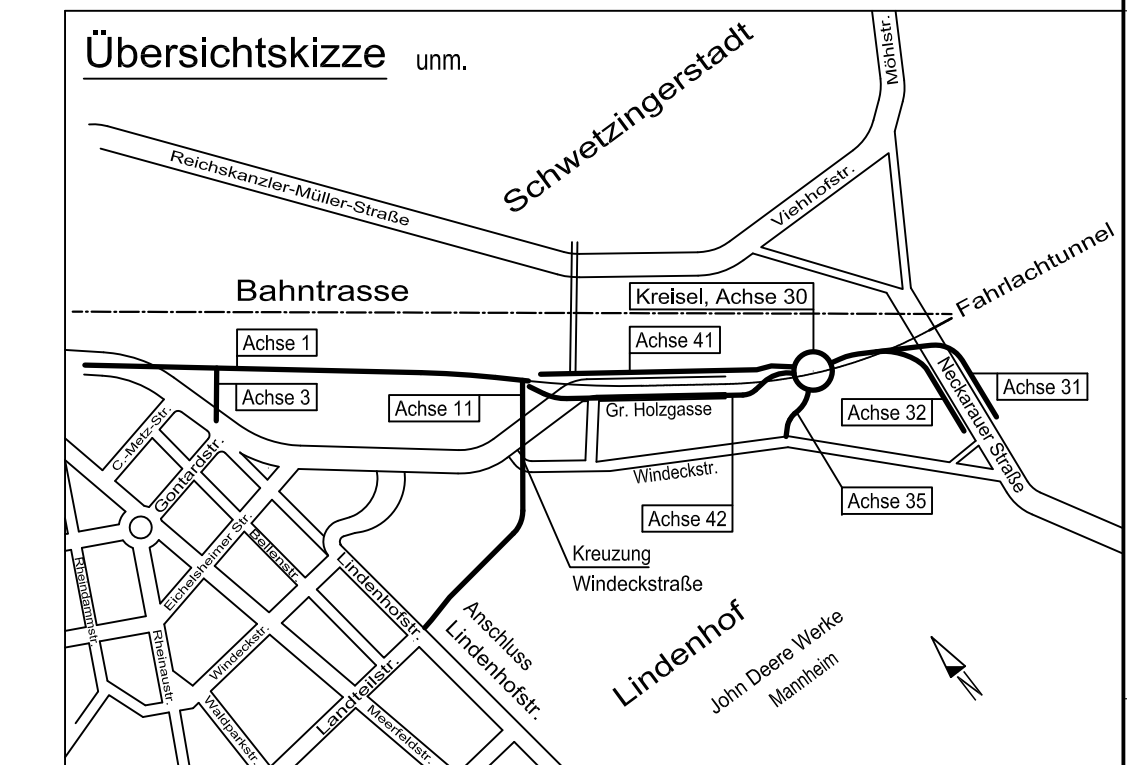 Übersichtskizze unm.
Schwetzingerstadt
Möhlstr.
Reichskanzler-Müller-Straße
Viehhofstr.
Fahrlachtunnel
Bahntrasse
Kreisel, Achse 30
Achse 1
Achse 41
Achse 3
Achse 11
Gr. Holzgasse
Achse 32
Achse 31
Neckarauer Straße
C.-Metz-Str.
Gontardstr.
Windeckstr.
Achse 42
Achse 35
Eichelsheimer Str.
Bellenstr.
Kreuzung
Windeckstraße
Lindenhofstr.
Rheindammstr.
Rheinaustr.
Windeckstr.
Anschluss
Lindenhofstr.
Lindenhof
John Deere Werke
Mannheim
Landteilstr.
Waldparkstr.
Meerfeldstr.
N